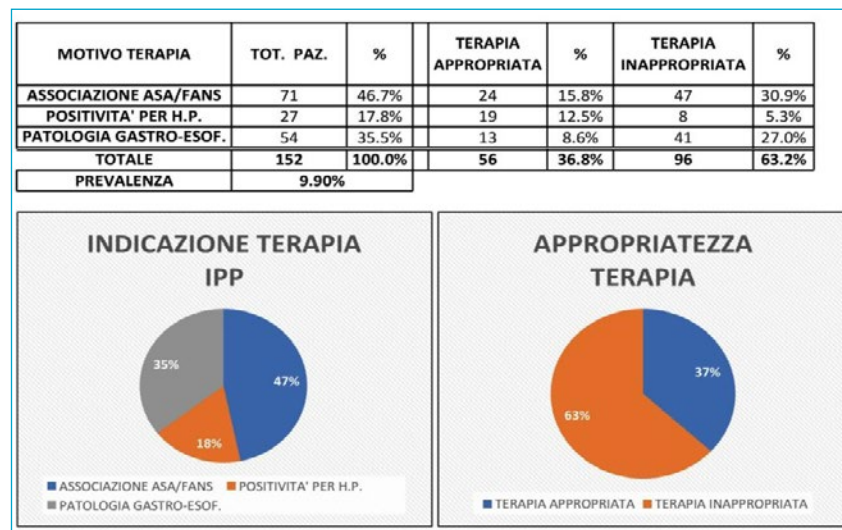 MOTIVO TERAPIA TOT. PAZ. % TERAPIA APPROPRIATA % TERAPIA INAPPROPRIATA %
ASSOCIAZIONE ASA/FANS 71 46.7% 24 15.8% 47 30.9%
POSITIVITA' PER H.P. 27 17.8% 19 12.5% 8 5.3%
PATOLOGIA GASTRO-ESOF. 54 35.5% 13 8.6% 41 27.0%
TOTALE 152 100.0% 56 36.8% 96 63.2%
PREVALENZA 9.90%
INDICAZIONE TERAPIA
IPP
35%
47%
18%
ASSOCIAZIONE ASA/FANS POSITIVITA' PER H.P.
PATOLOGIA GASTRO-ESOF.
APPROPRIATEZZA
TERAPIA
37%
63%
TERAPIA APPROPRIATA TERAPIA INAPPROPRIATA